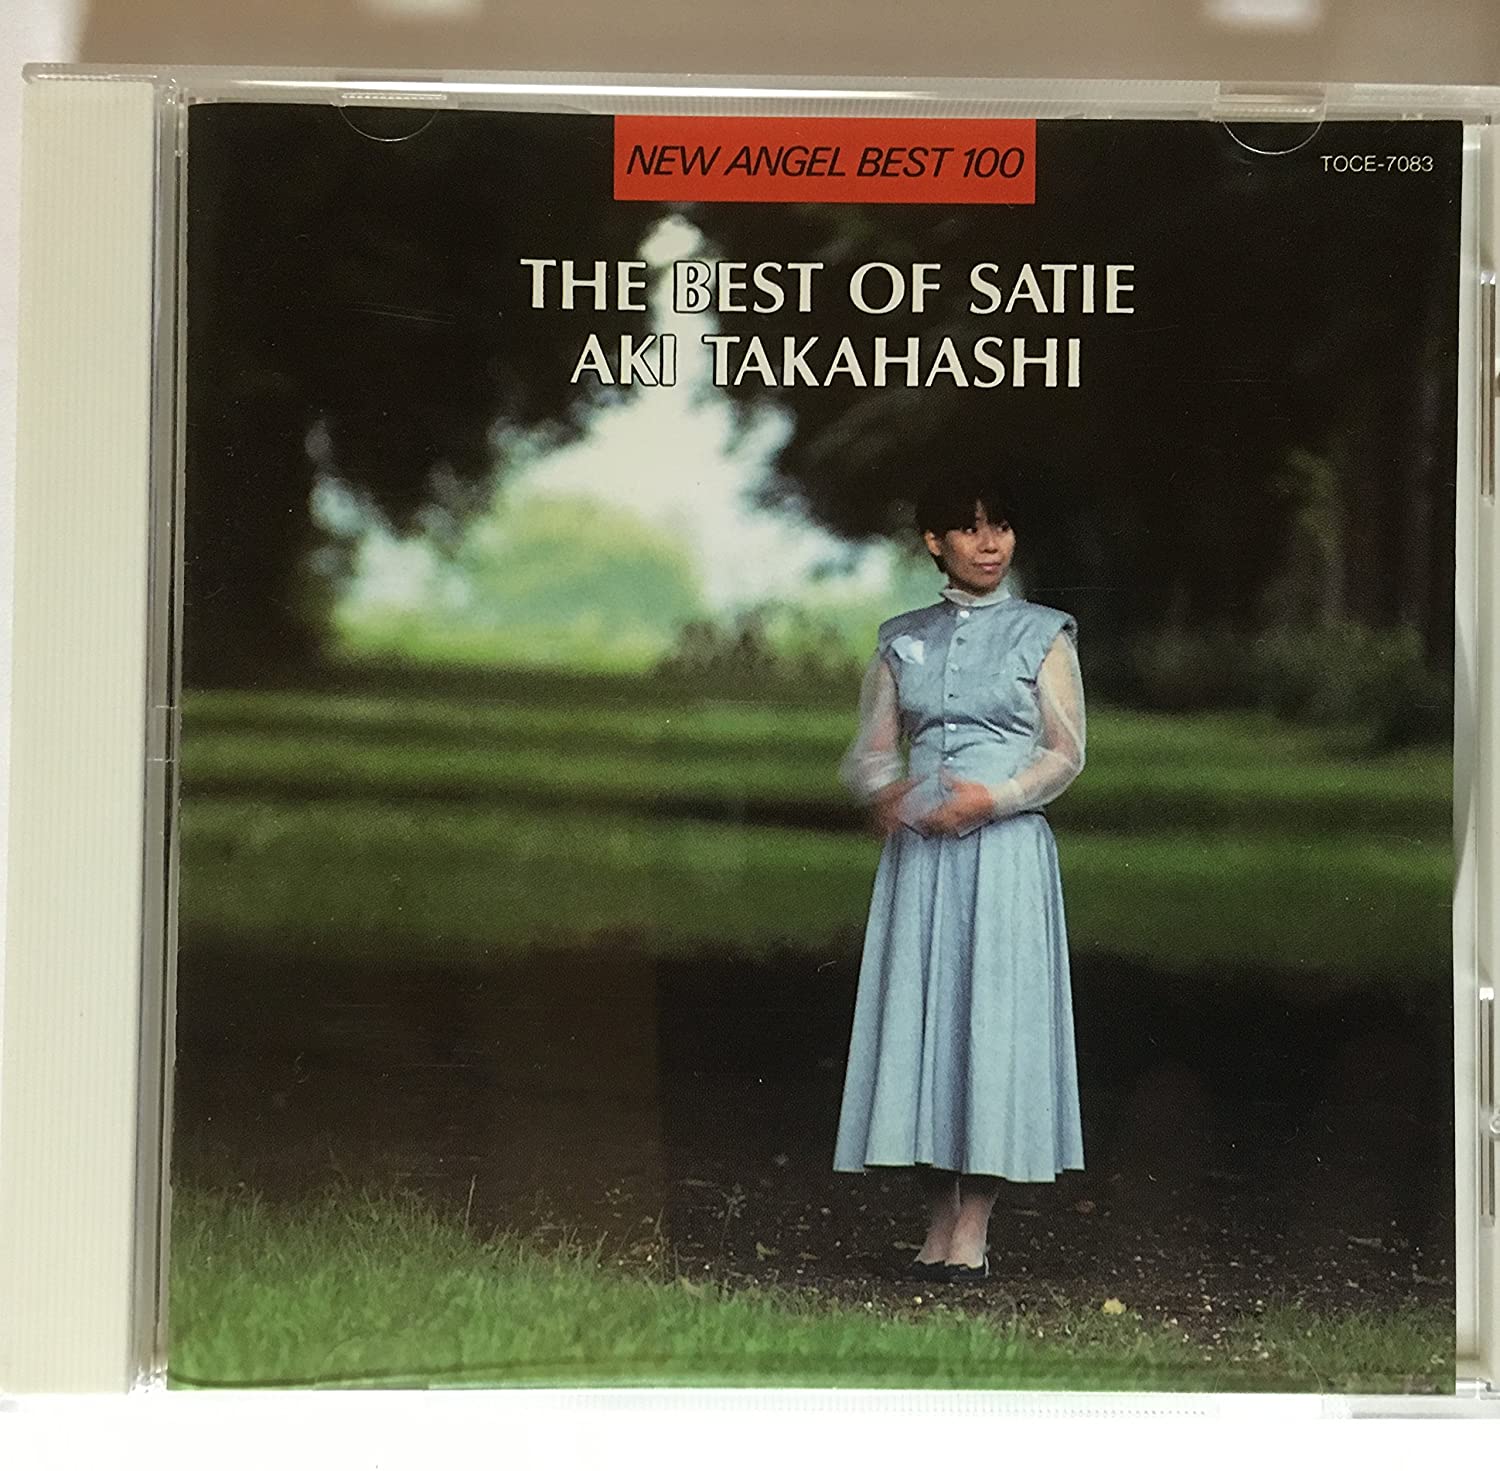 NEW ANGEL BEST 100
TOCE-7083
THE BEST OF SATIE
AKI TAKAHASHI